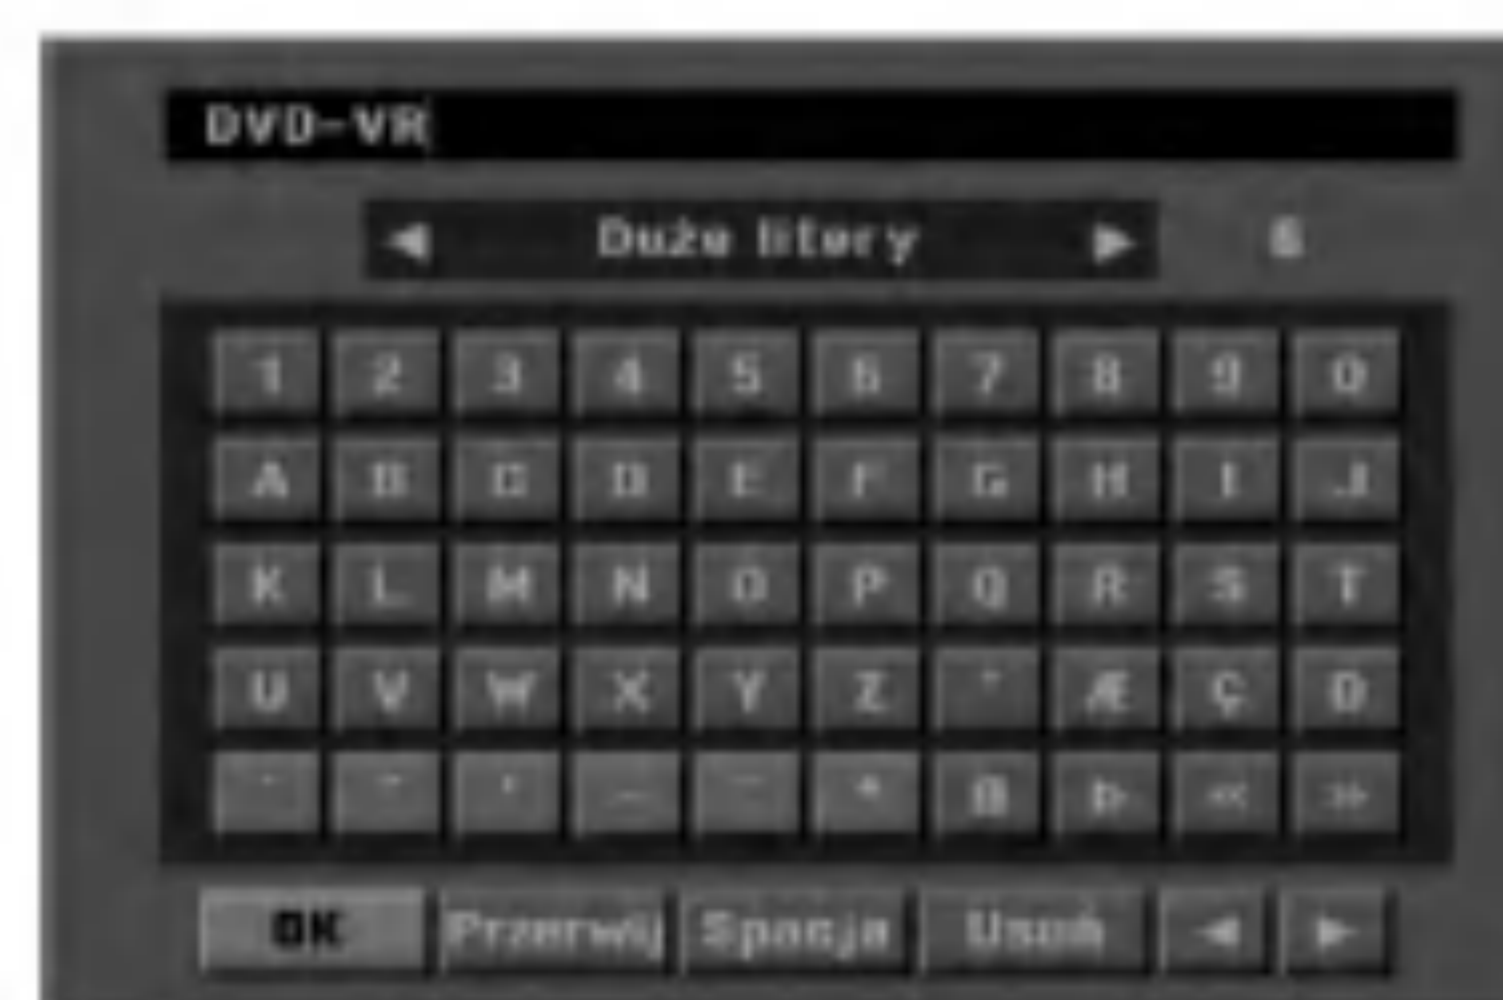 DVD-VR
◀ Duże litery ▶ 6
1 2 3 4 5 6 7 8 9 0
A B C D E F G H I J
K L M N O P Q R S T
U V W X Y Z Æ Ç
Þ « »
OK Przerwij Spacja Usuń ◀ ▶